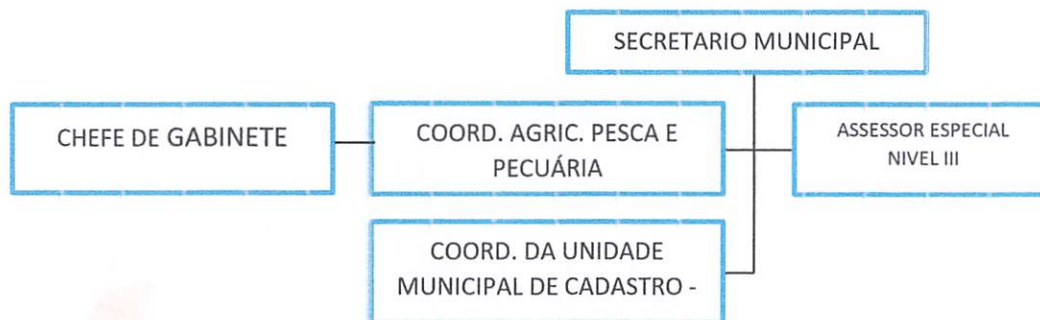 SECRETARIO MUNICIPAL
CHEFE DE GABINETE
COORD. AGRIC. PESCA E
PECUÁRIA
ASSESSOR ESPECIAL
NIVEL III
COORD. DA UNIDADE
MUNICIPAL DE CADASTRO -